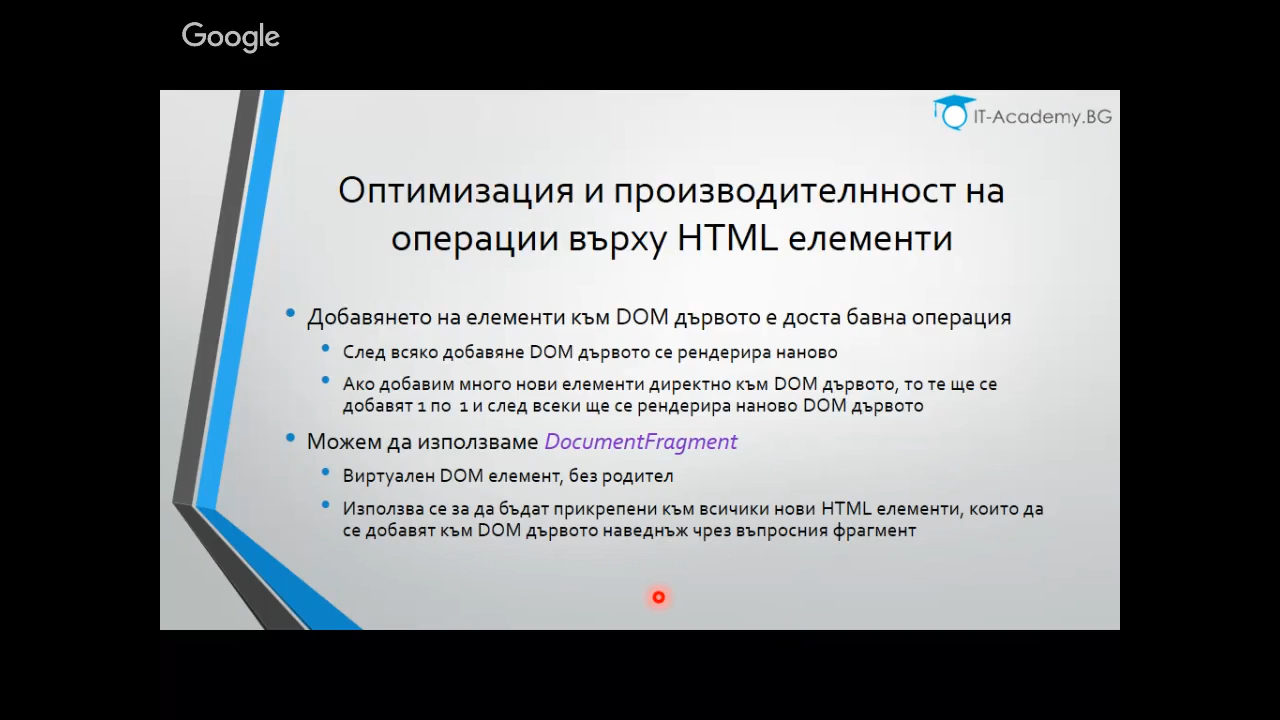 Google
IT-Academy.BG
Оптимизация и производителнност на
операции върху HTML елементи
Добавянето на елементи към DOM дървото е доста бавна операция
След всяко добавяне DOM дървото се рендерира наново
Ако добавим много нови елементи директно към DOM дървото, то те ще се
добавят 1 по 1 и след всеки ще се рендерира наново DOM дървото
Можем да използваме DocumentFragment
Виртуален DOM елемент, без родител
Използва се за да бъдат прикрепени към всичики нови HTML елементи, които да
се добавят към DOM дървото наведнъж чрез въпросния фрагмент